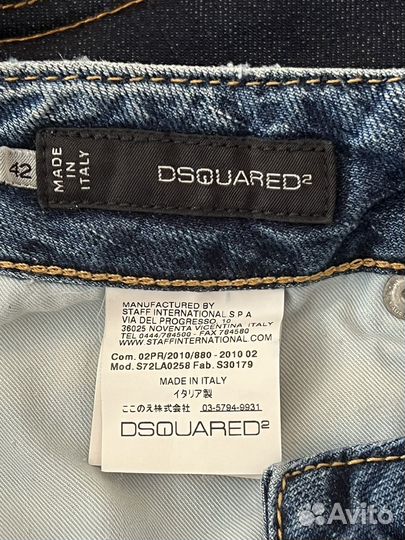 42
MADE
IN
ITALY
DSQUARED²
MANUFACTURED BY
STAFF INTERNATIONAL S.P.A
VIA DEL PROGRESSO, 10
36025 NOVENTA VICENTINA ITALY
TEL 0444/784500 - FAX 784580
WWW.STAFFINTERNATIONAL.COM
Com. 02PR/2010/880 - 2010 02
Mod. S72LA0258 Fab. S30179
MADE IN ITALY
イタリア製
ここのえ株式会社 03-5794-9931
DSQUARED²
Avito